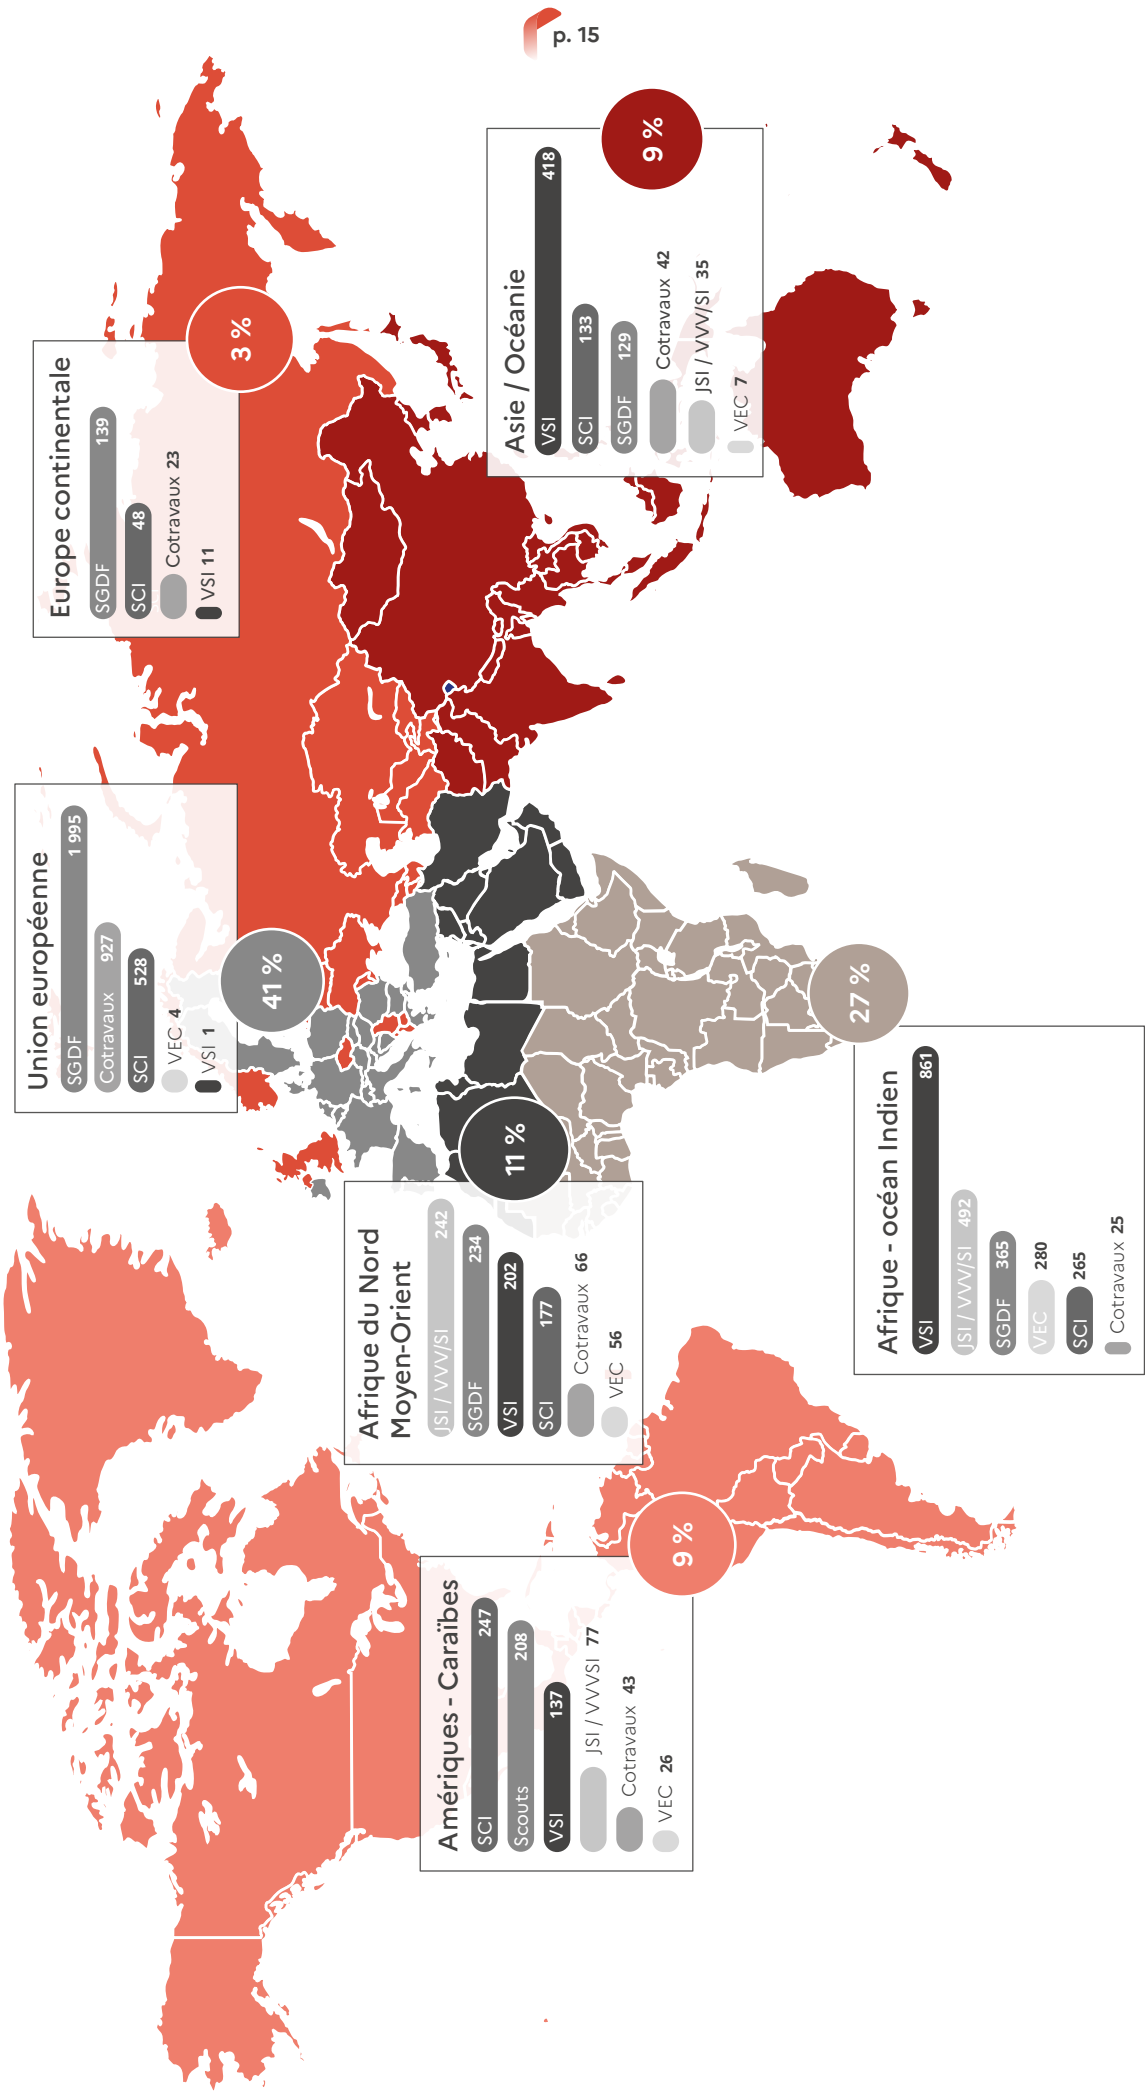 p. 15
Union européenne
SGDF 1 995
Cotravaux 927
SCI 528
VEC 4
VSI 1
41 %
Europe continentale
SGDF 139
SCI 48
Cotravaux 23
VSI 11
3 %
Afrique du Nord
Moyen-Orient
JSI / VVV/SI 242
SGDF 234
VSI 202
SCI 177
Cotravaux 66
VEC 56
11 %
Amériques - Caraïbes
SCI 247
Scouts 208
VSI 137
JSI / VVVSI 77
Cotravaux 43
VEC 26
9 %
Asie / Océanie
VSI 418
SCI 133
SGDF 129
Cotravaux 42
JSI / VVV/SI 35
VEC 7
9 %
Afrique - océan Indien
VSI 861
JSI / VVV/SI 492
SGDF 365
VEC 280
SCI 265
Cotravaux 25
27 %